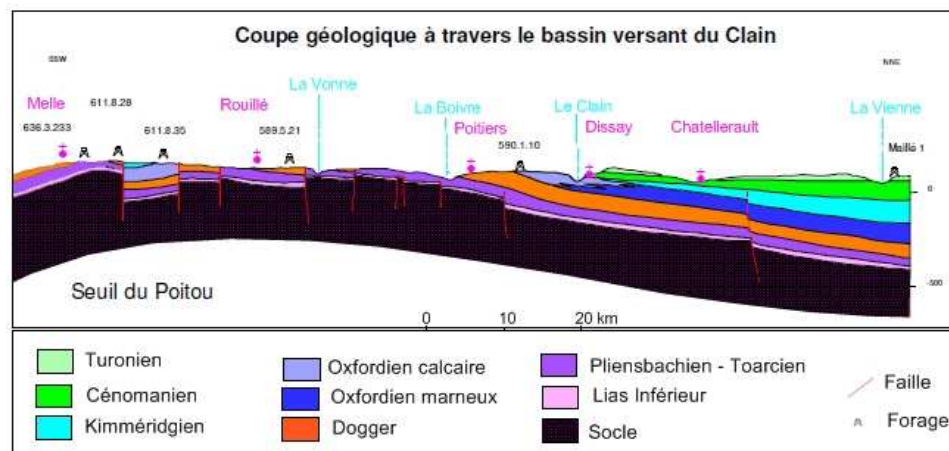 Coupe géologique à travers le bassin versant du Clain
SSW
NNE
La Vonne
611.8.28
Melle
Rouillé
La Boivre
Le Clain
La Vienne
636.3.233
611.8.35
589.5.21
Poitiers
Dissay
Chatellerault
590.1.10
Maillé 1
0
-500
Seuil du Poitou
0 10 20 km
Turonien
Oxfordien calcaire
Pliensbachien - Toarcien
Faille
Cénomanien
Oxfordien marneux
Lias Inférieur
Forage
Kimméridgien
Dogger
Socle